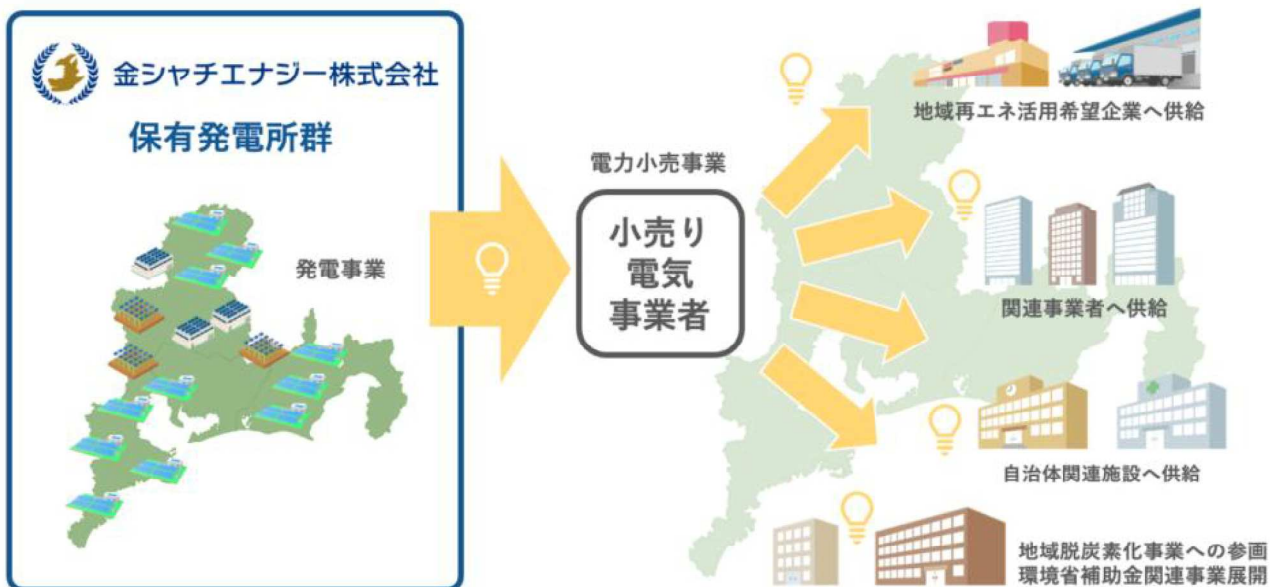 金シャチエナジー株式会社
保有発電所群
発電事業
電力小売事業
小売り
電気
事業者
地域再エネ活用希望企業へ供給
関連事業者へ供給
自治体関連施設へ供給
地域脱炭素化事業への参画
環境省補助金関連事業展開